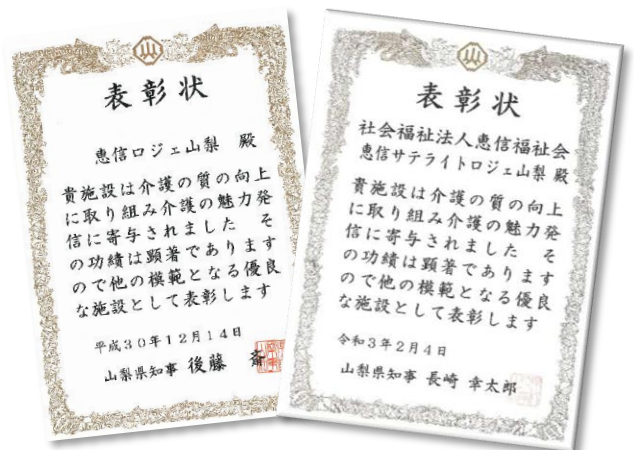 表彰状
恵信ロジェ山梨 殿
貴施設は介護の質の向上
に取り組み介護の魅力発
信に寄与されました そ
の功績は顕著であります
ので他の模範となる優良
な施設として表彰します
平成30年12月14日
山梨県知事 後藤 斎
表彰状
社会福祉法人恵信福祉会
恵信サテライトロジェ山梨 殿
貴施設は介護の質の向上
に取り組み介護の魅力発
信に寄与されました そ
の功績は顕著であります
ので他の模範となる優良
な施設として表彰します
令和3年2月4日
山梨県知事 長崎 幸太郎